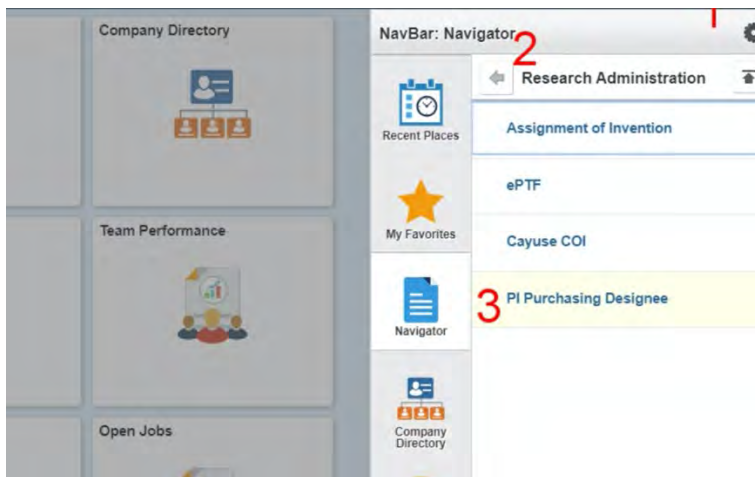 Company Directory
Team Performance
Open Jobs
NavBar: Navigator
1
2
Recent Places
My Favorites
Navigator
Company
Directory
Research Administration
Assignment of Invention
ePTF
Cayuse COI
3
PI Purchasing Designee